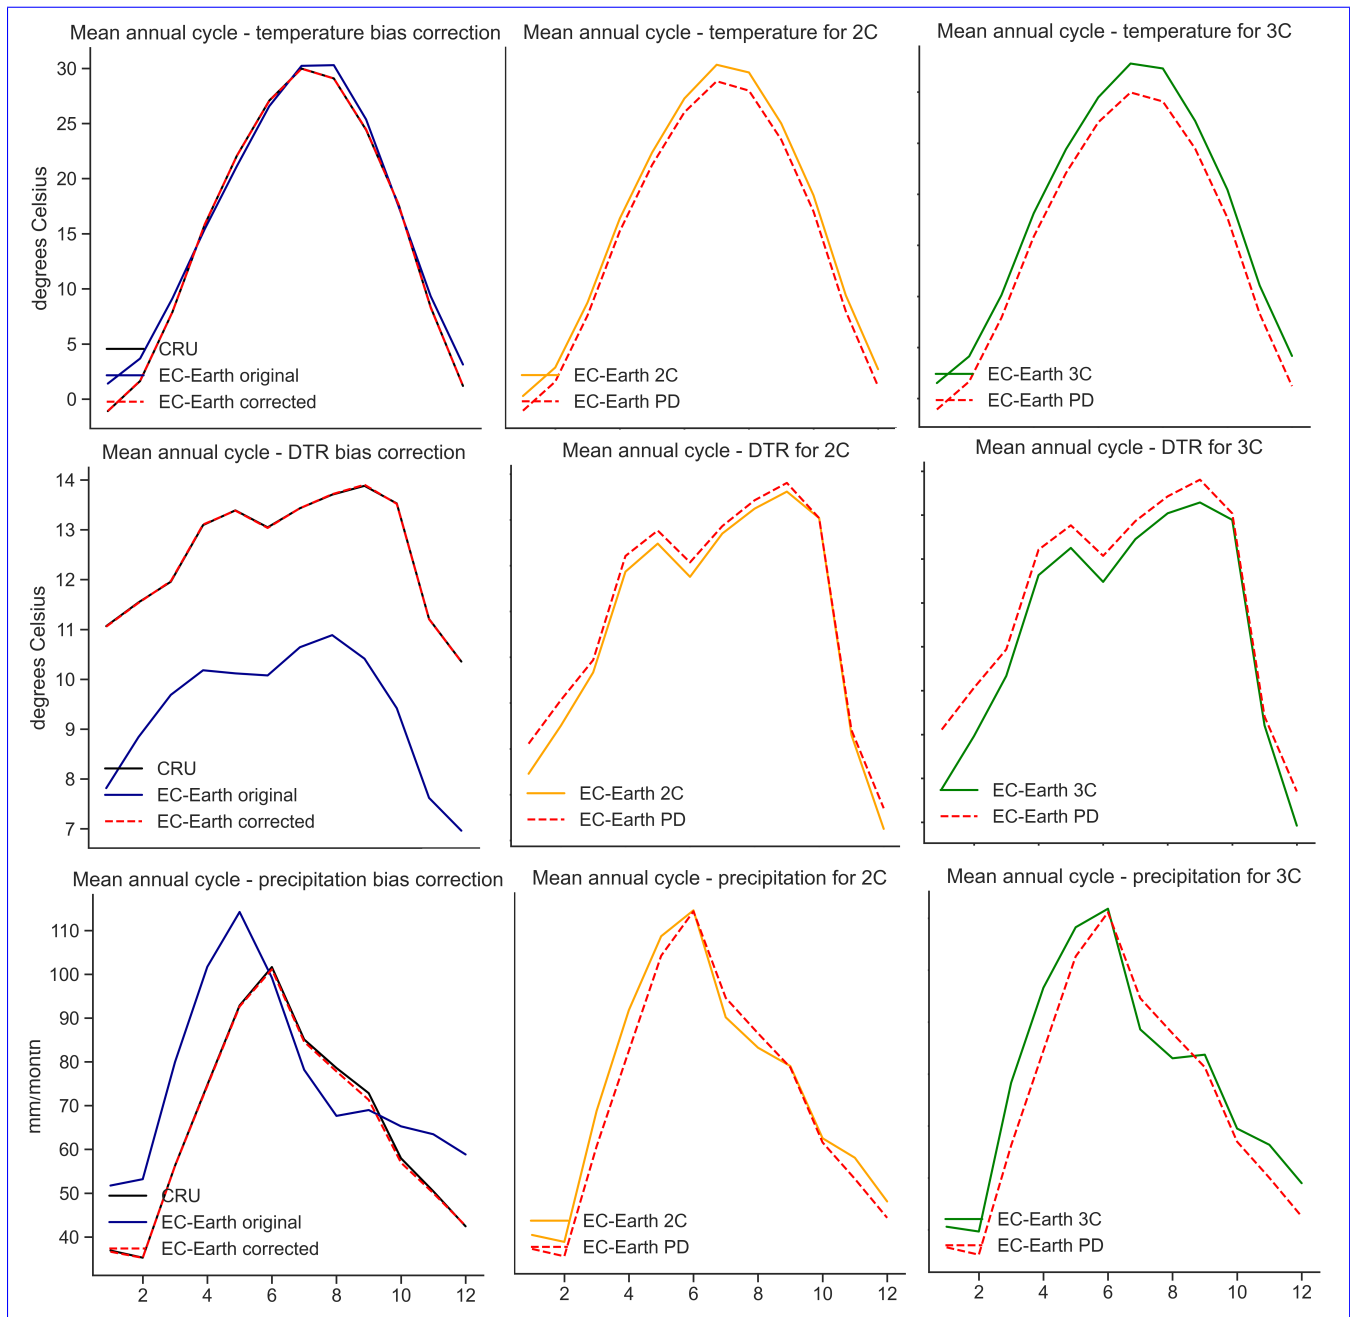 Mean annual cycle - temperature bias correction
Mean annual cycle - temperature for 2C
Mean annual cycle - temperature for 3C
degrees Celsius
30
25
20
15
10
5
0
CRU
EC-Earth original
EC-Earth corrected
EC-Earth 2C
EC-Earth PD
EC-Earth 3C
EC-Earth PD
Mean annual cycle - DTR bias correction
Mean annual cycle - DTR for 2C
Mean annual cycle - DTR for 3C
degrees Celsius
14
13
12
11
10
9
8
7
CRU
EC-Earth original
EC-Earth corrected
EC-Earth 2C
EC-Earth PD
EC-Earth 3C
EC-Earth PD
Mean annual cycle - precipitation bias correction
Mean annual cycle - precipitation for 2C
Mean annual cycle - precipitation for 3C
mm/month
110
100
90
80
70
60
50
40
CRU
EC-Earth original
EC-Earth corrected
EC-Earth 2C
EC-Earth PD
EC-Earth 3C
EC-Earth PD
2 4 6 8 10 12
2 4 6 8 10 12
2 4 6 8 10 12